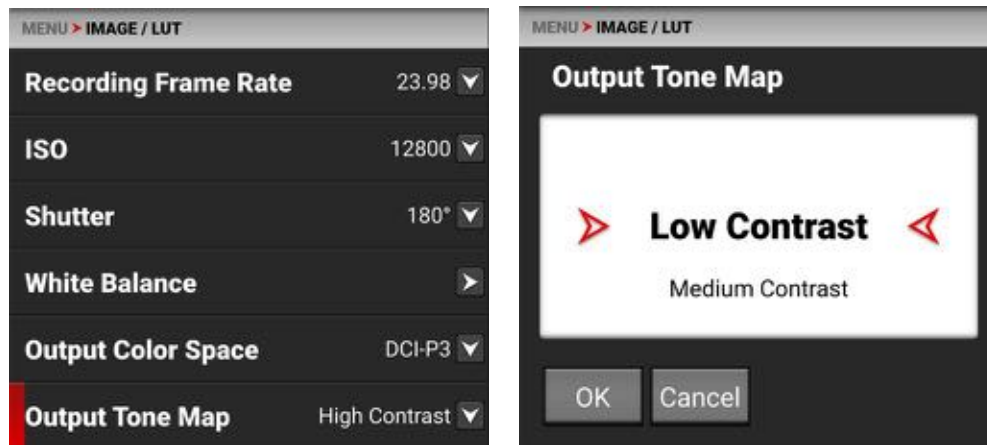 MENU > IMAGE / LUT
Recording Frame Rate 23.98
ISO 12800
Shutter 180°
White Balance
Output Color Space DCI-P3
Output Tone Map High Contrast
MENU > IMAGE / LUT
Output Tone Map
Low Contrast
Medium Contrast
OK Cancel